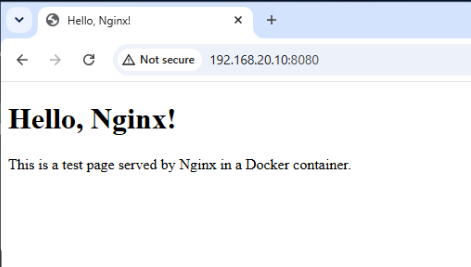 Hello, Nginx!
Not secure 192.168.20.10:8080
Hello, Nginx!
This is a test page served by Nginx in a Docker container.